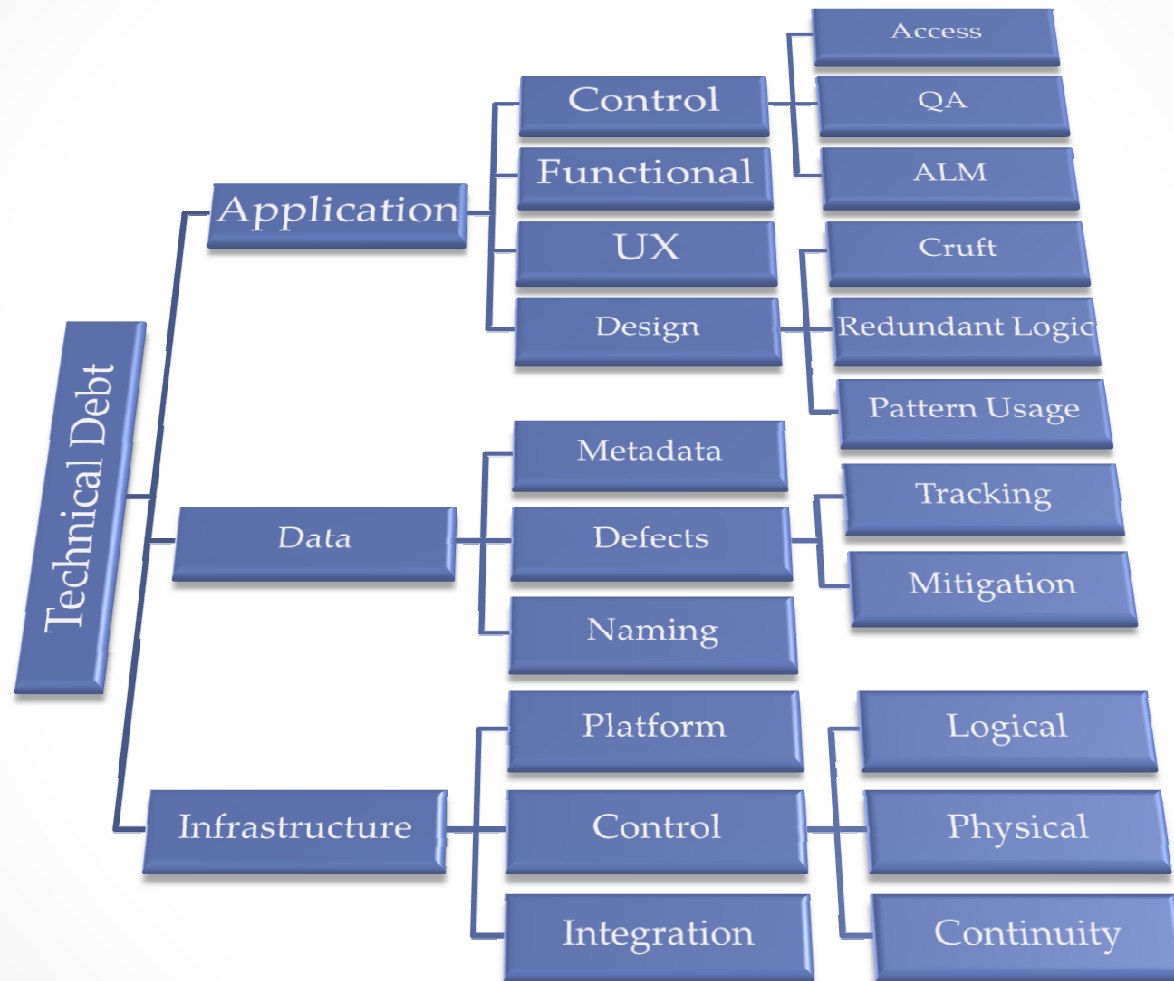 Technical Debt
Application
Control
Access
QA
ALM
Functional
UX
Design
Cruft
Redundant Logic
Pattern Usage
Data
Metadata
Defects
Tracking
Mitigation
Naming
Infrastructure
Platform
Control
Logical
Physical
Continuity
Integration